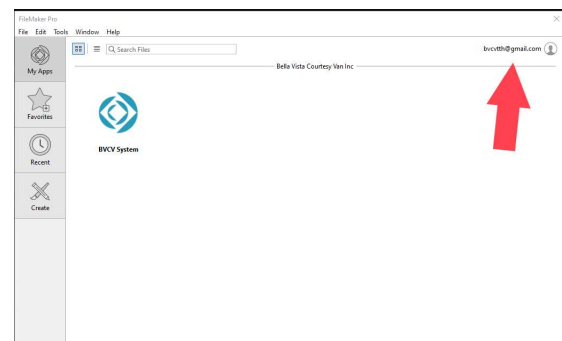 FileMaker Pro
File Edit Tools Window Help
Search Files
bvcvtth@gmail.com
My Apps
Bella Vista Courtesy Van Inc
BVCV System
Favorites
Recent
Create